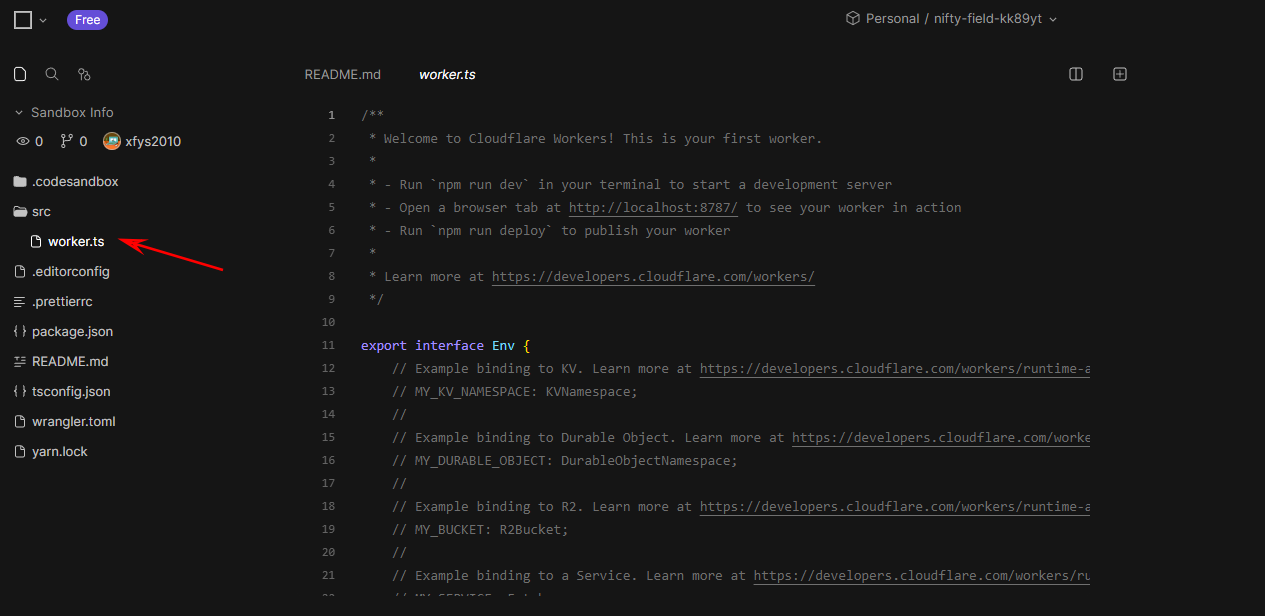 Free
Personal / nifty-field-kk89yt
README.md
worker.ts
Sandbox Info
0
0
xfys2010
.codesandbox
src
worker.ts
.editorconfig
.prettierrc
package.json
README.md
tsconfig.json
wrangler.toml
yarn.lock
1 /**
2 * Welcome to Cloudflare Workers! This is your first worker.
3 *
4 * - Run `npm run dev` in your terminal to start a development server
5 * - Open a browser tab at http://localhost:8787/ to see your worker in action
6 * - Run `npm run deploy` to publish your worker
7 *
8 * Learn more at https://developers.cloudflare.com/workers/
9 */
10
11 export interface Env {
12 // Example binding to KV. Learn more at https://developers.cloudflare.com/workers/runtime-a
13 // MY_KV_NAMESPACE: KVNamespace;
14 //
15 // Example binding to Durable Object. Learn more at https://developers.cloudflare.com/worke
16 // MY_DURABLE_OBJECT: DurableObjectNamespace;
17 //
18 // Example binding to R2. Learn more at https://developers.cloudflare.com/workers/runtime-a
19 // MY_BUCKET: R2Bucket;
20 //
21 // Example binding to a Service. Learn more at https://developers.cloudflare.com/workers/ru